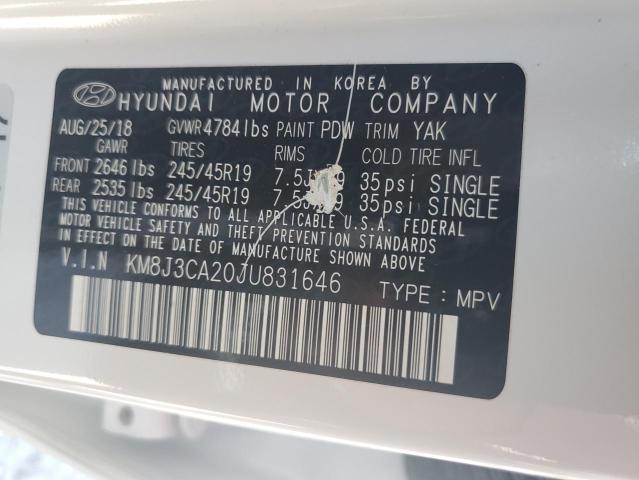 MANUFACTURED IN KOREA BY
HYUNDAI MOTOR COMPANY
AUG/25/18 GVWR 4784 lbs PAINT PDW TRIM YAK
GAWR TIRES RIMS COLD TIRE INFL
FRONT 2646 lbs 245/45R19 35psi SINGLE
REAR 2535 lbs 245/45R19 35psi SINGLE
THIS VEHICLE CONFORMS TO ALL APPLICABLE U.S.A. FEDERAL
MOTOR VEHICLE SAFETY AND THEFT PREVENTION STANDARDS
IN EFFECT ON THE DATE OF MANUFACTURE SHOWN ABOVE.
V.I.N KM8J3CA20JU831646
TYPE : MPV